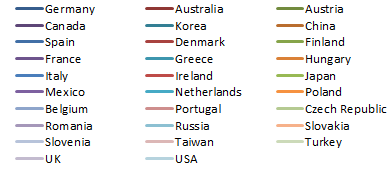 Germany Australia Austria
Canada Korea China
Spain Denmark Finland
France Greece Hungary
Italy Ireland Japan
Mexico Netherlands Poland
Belgium Portugal Czech Republic
Romania Russia Slovakia
Slovenia Taiwan Turkey
UK USA